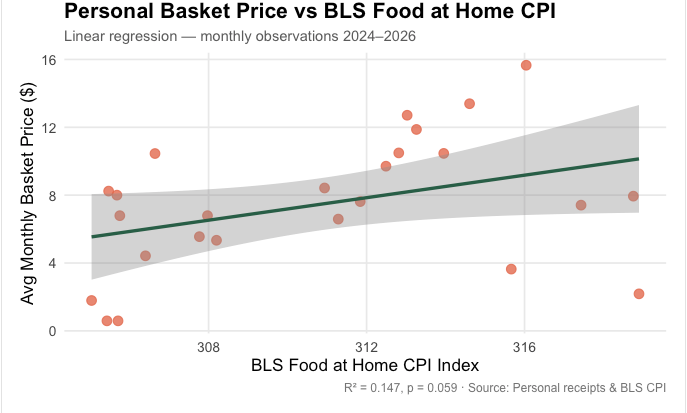 Personal Basket Price vs BLS Food at Home CPI
Linear regression — monthly observations 2024–2026
Avg Monthly Basket Price ($)
16
12
8
4
0
308
312
316
BLS Food at Home CPI Index
R² = 0.147, p = 0.059 · Source: Personal receipts & BLS CPI